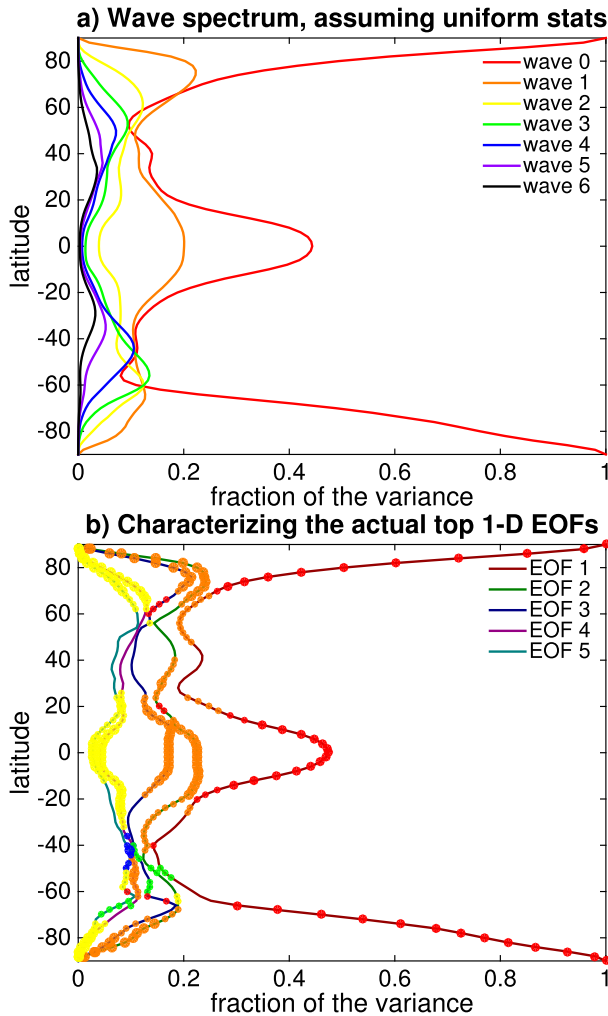 a) Wave spectrum, assuming uniform stats
80
60
40
20
0
-20
-40
-60
-80
latitude
wave 0
wave 1
wave 2
wave 3
wave 4
wave 5
wave 6
0 0.2 0.4 0.6 0.8 1
fraction of the variance
b) Characterizing the actual top 1-D EOFs
80
60
40
20
0
-20
-40
-60
-80
latitude
EOF 1
EOF 2
EOF 3
EOF 4
EOF 5
0 0.2 0.4 0.6 0.8 1
fraction of the variance